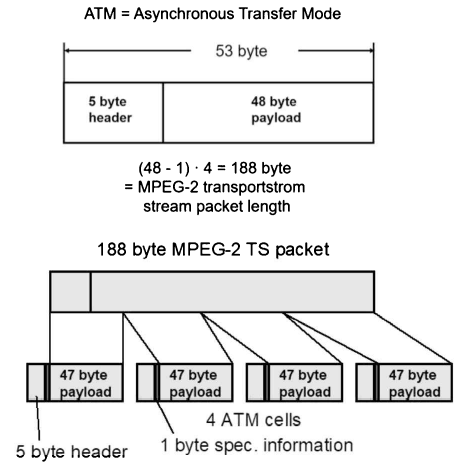 ATM = Asynchronous Transfer Mode
53 byte
5 byte
header
48 byte
payload
(48 - 1) · 4 = 188 byte
= MPEG-2 transportstrom
stream packet length
188 byte MPEG-2 TS packet
47 byte
payload
47 byte
payload
47 byte
payload
47 byte
payload
4 ATM cells
5 byte header
1 byte spec. information